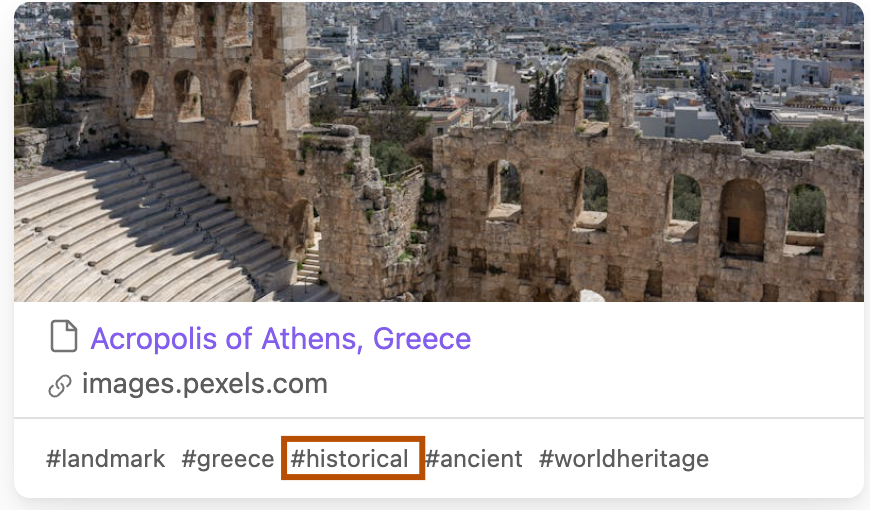 Acropolis of Athens, Greece
images.pexels.com
#landmark #greece #historical #ancient #worldheritage